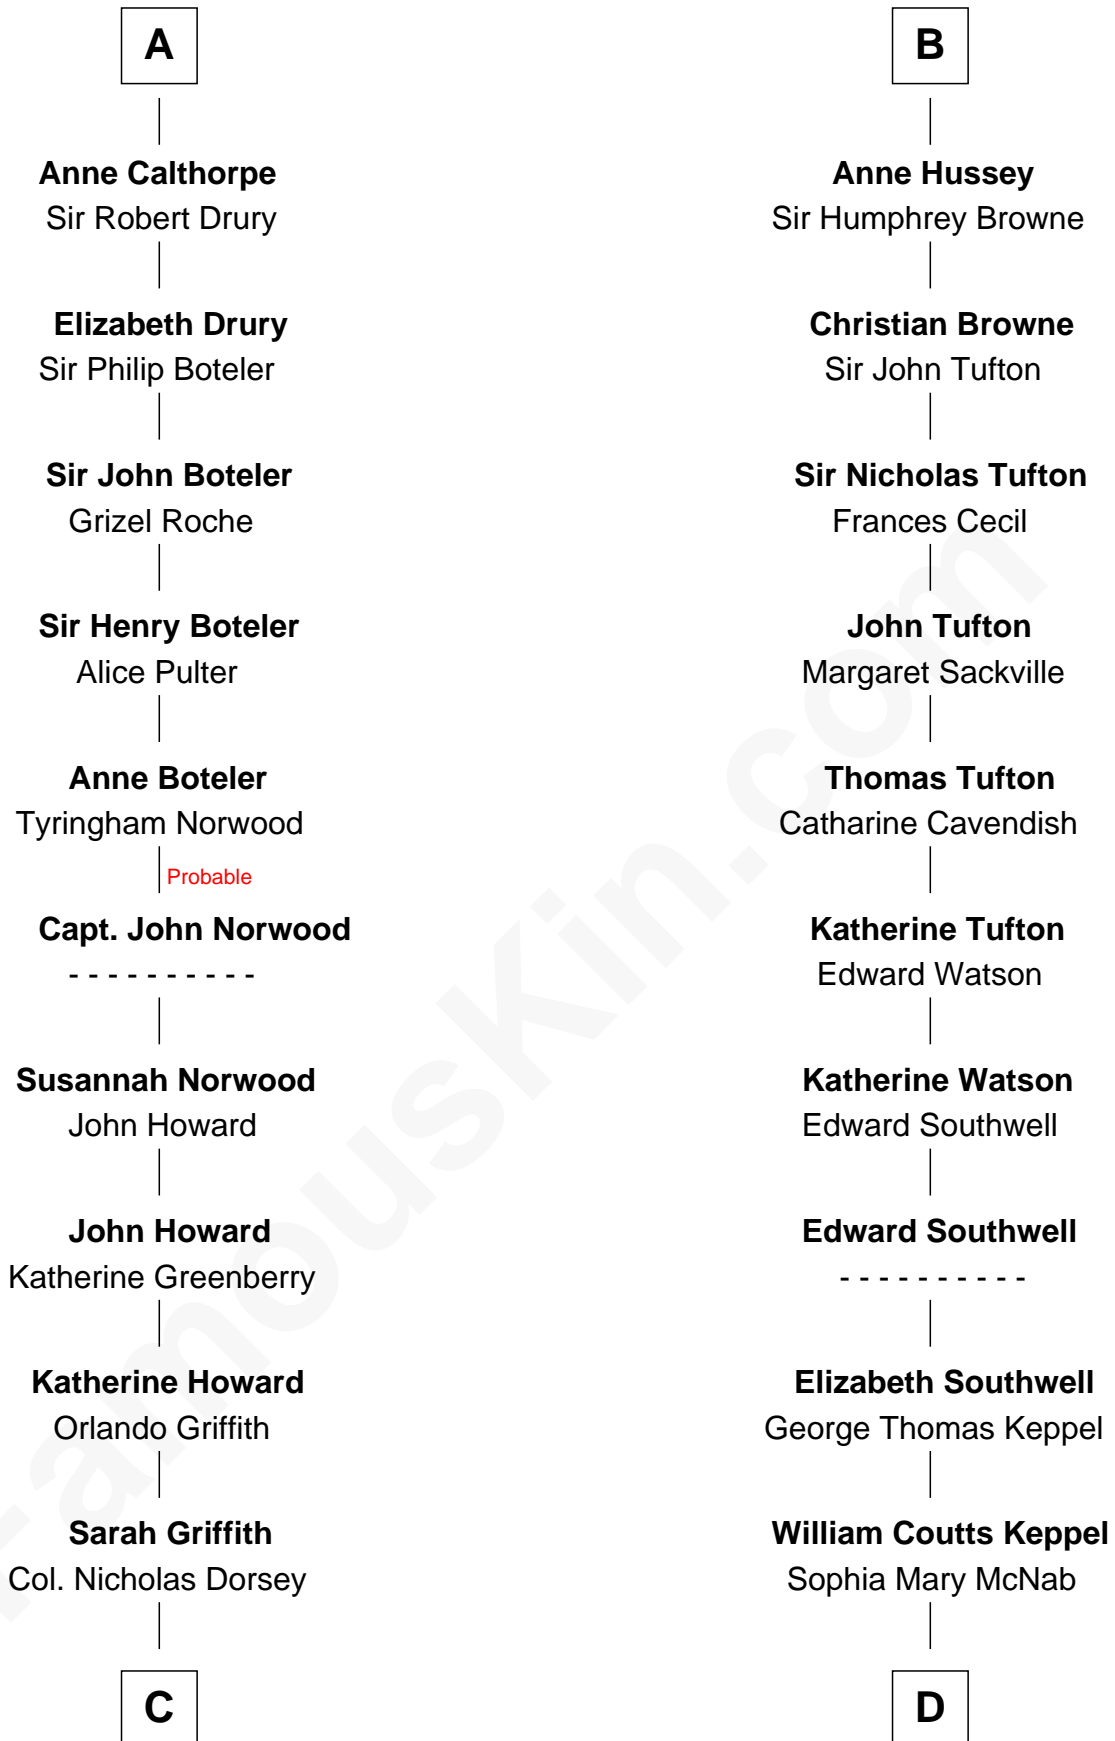 A
Anne Calthorpe
Sir Robert Drury
Elizabeth Drury
Sir Philip Boteler
Sir John Boteler
Grizel Roche
Sir Henry Boteler
Alice Pulter
Anne Boteler
Tyringham Norwood
Probable
Capt. John Norwood
- - - - - - - - - -
Susannah Norwood
John Howard
John Howard
Katherine Greenberry
Katherine Howard
Orlando Griffith
Sarah Griffith
Col. Nicholas Dorsey
C
B
Anne Hussey
Sir Humphrey Browne
Christian Browne
Sir John Tufton
Sir Nicholas Tufton
Frances Cecil
John Tufton
Margaret Sackville
Thomas Tufton
Catharine Cavendish
Katherine Tufton
Edward Watson
Katherine Watson
Edward Southwell
Edward Southwell
- - - - - - - - - -
Elizabeth Southwell
George Thomas Keppel
William Coutts Keppel
Sophia Mary McNab
D
FamousKin.com